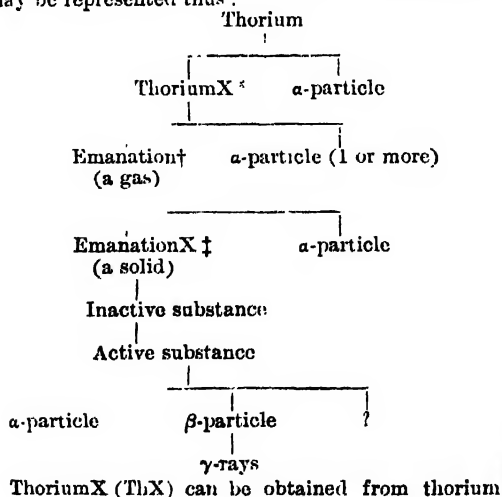 may be represented thus:
Thorium
ThoriumX* α-particle
Emanation† α-particle (1 or more)
(a gas)
EmanationX‡ α-particle
(a solid)
Inactive substance
Active substance
α-particle β-particle ?
γ-rays
ThoriumX (ThX) can be obtained from thorium